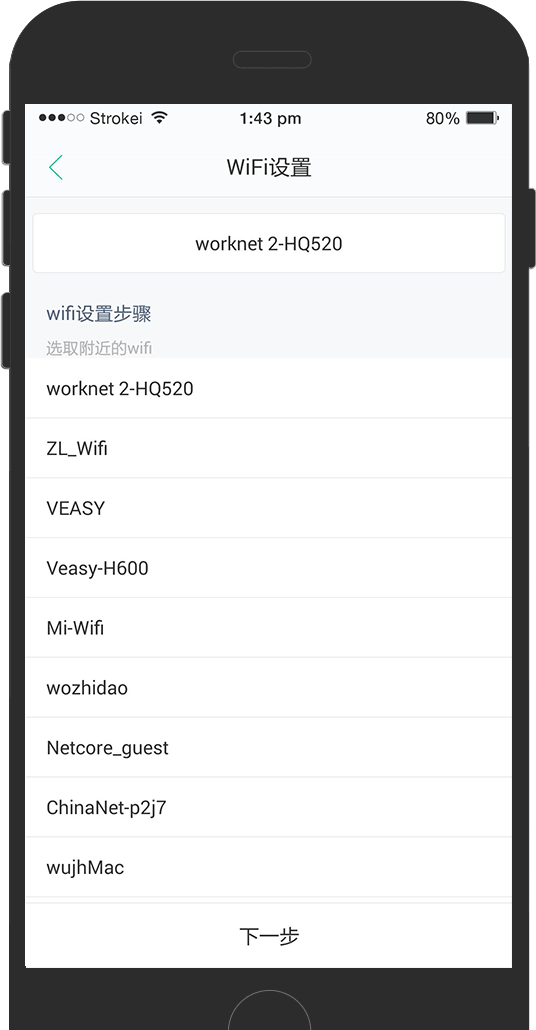 Strokei 1:43 pm 80%
WiFi设置
worknet 2-HQ520
wifi设置步骤
选取附近的wifi
worknet 2-HQ520
ZL_Wifi
VEASY
Veasy-H600
Mi-Wifi
wozhidao
Netcore_guest
ChinaNet-p2j7
wujhMac
下一步